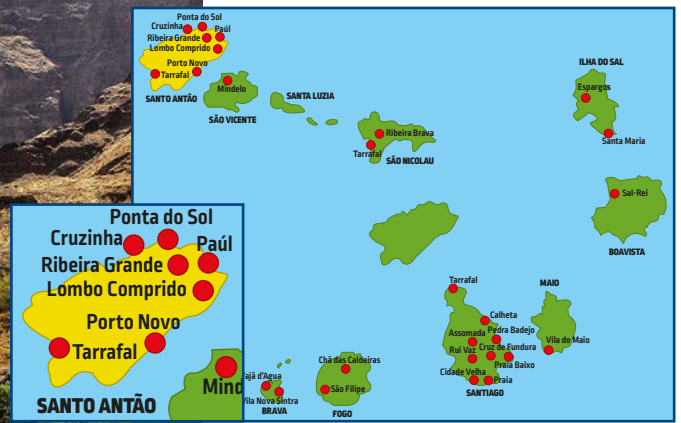 Ponta do Sol
Cruzinha
Paúl
Ribeira Grande
Lombo Comprido
Porto Novo
Tarrafal
SANTO ANTÃO
Mindelo
SÃO VICENTE
SANTA LUZIA
Ribeira Brava
Tarrafal
SÃO NICOLAU
ILHA DO SAL
Espargos
Santa Maria
Sal-Rei
BOAVISTA
Tarrafal
MAIO
Calheta
Assomada
Pedra Badejo
Vila do Maio
Rui Vaz
Cruz de Fundura
Praia Baixo
Cidade Velha
Praia
SANTIAGO
Chã das Caldeiras
São Filipe
FOGO
ajã d'Agua
Vila Nova Sintra
BRAVA
Ponta do Sol
Cruzinha
Paúl
Ribeira Grande
Lombo Comprido
Porto Novo
Tarrafal
Mind
SANTO ANTÃO